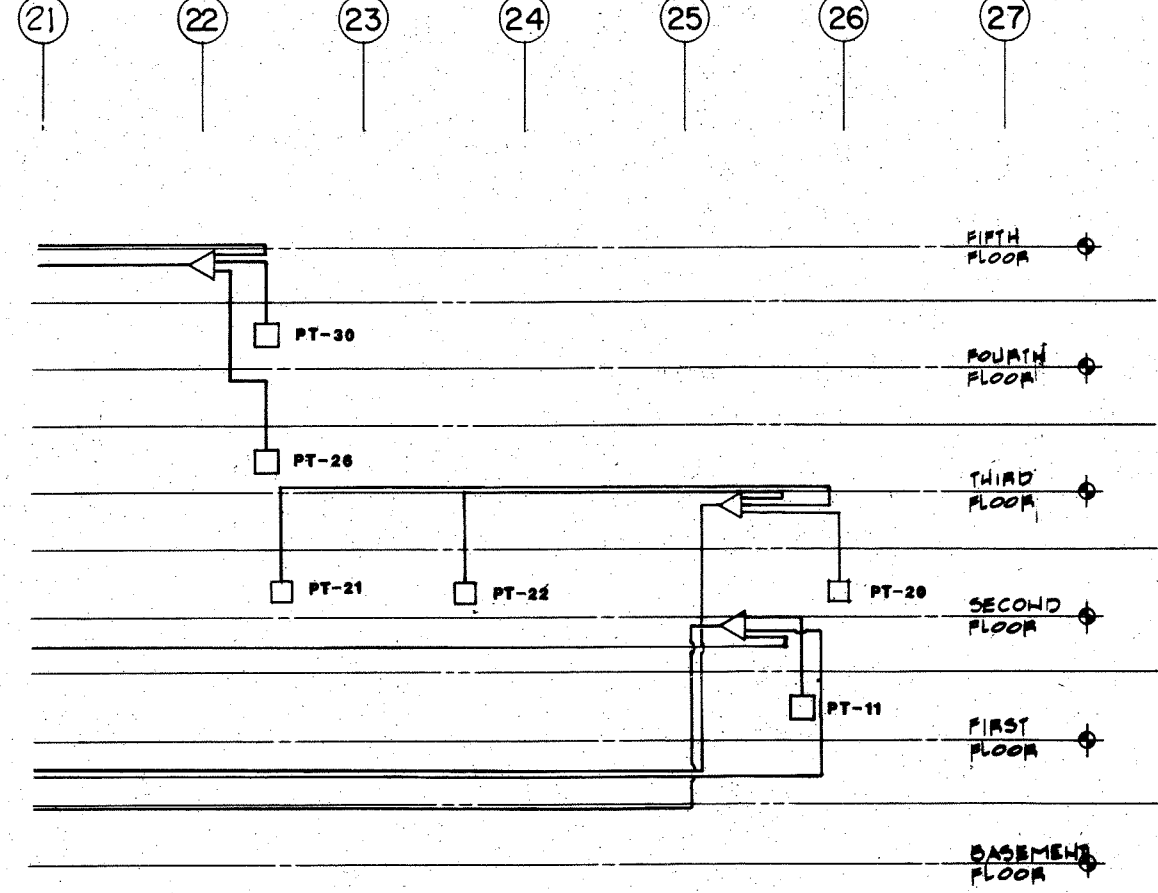 21 22 23 24 25 26 27
FIFTH
FLOOR
PT-30
FOURTH
FLOOR
PT-26
THIRD
FLOOR
PT-21 PT-22 PT-20
SECOND
FLOOR
PT-11
FIRST
FLOOR
BASEMENT
FLOOR